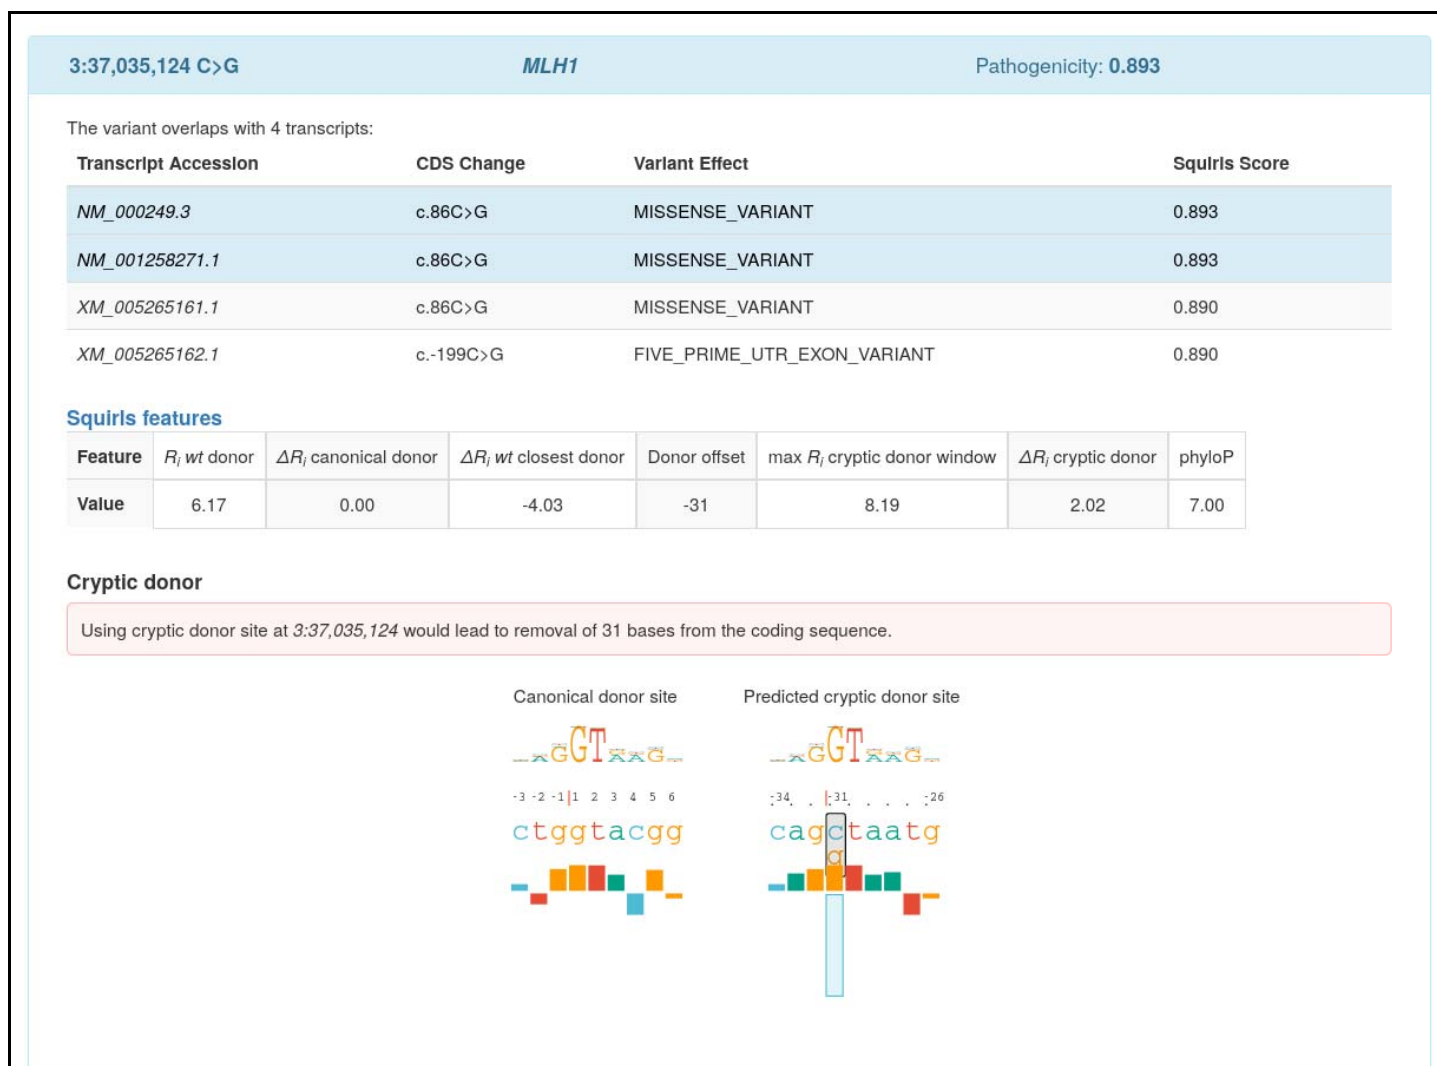 3:37,035,124 C>G MLH1 Pathogenicity: 0.893
The variant overlaps with 4 transcripts:
Transcript Accession CDS Change Variant Effect Squirls Score
NM_000249.3 c.86C>G MISSENSE_VARIANT 0.893
NM_001258271.1 c.86C>G MISSENSE_VARIANT 0.893
XM_005265161.1 c.86C>G MISSENSE_VARIANT 0.890
XM_005265162.1 c.-199C>G FIVE_PRIME_UTR_EXON_VARIANT 0.890
Squirls features
Feature Ri wt donor ΔRi canonical donor ΔRi wt closest donor Donor offset max Ri cryptic donor window ΔRi cryptic donor phyloP
Value 6.17 0.00 -4.03 -31 8.19 2.02 7.00
Cryptic donor
Using cryptic donor site at 3:37,035,124 would lead to removal of 31 bases from the coding sequence.
Canonical donor site Predicted cryptic donor site
GGT G GGT G
-3 -2 -1 1 2 3 4 5 6 -34 -31 -26
ctggtacgg cagctaatg
g